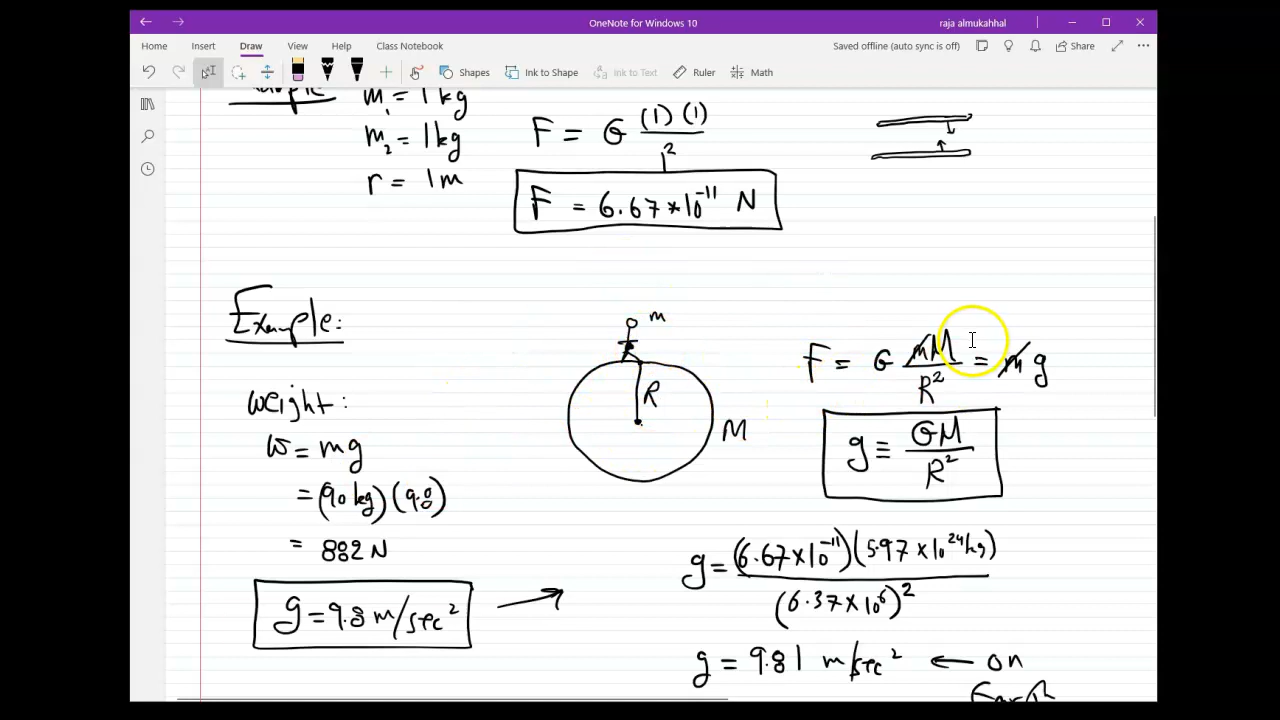 OneNote for Windows 10
raja almukahhal
Home Insert Draw View Help Class Notebook
Saved offline (auto sync is off) Share
Shapes Ink to Shape Ink to Text Ruler Math
m₁ = 1 kg
m₂ = 1 kg
r = 1 m
F = G (1) (1) / 1²
F = 6.67 × 10⁻¹¹ N
Example:
weight:
w = mg
= (90 kg) (9.8)
= 882 N
g = 9.8 m/sec²
m
R
M
F = G mM / R² = m g
g ≡ GM / R²
g = (6.67 × 10⁻¹¹) (5.97 × 10²⁴ kg) / (6.37 × 10⁶)²
g = 9.81 m/sec² ← on
Earth